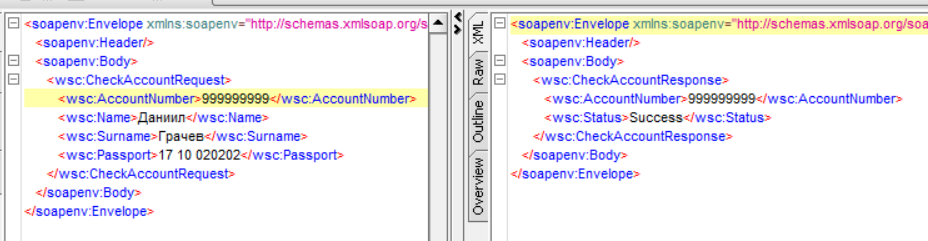 <soapenv:Envelope xmlns:soapenv="http://schemas.xmlsoap.org/s
<soapenv:Header/>
<soapenv:Body>
<wsc:CheckAccountRequest>
<wsc:AccountNumber>999999999</wsc:AccountNumber>
<wsc:Name>Даниил</wsc:Name>
<wsc:Surname>Грачев</wsc:Surname>
<wsc:Passport>17 10 020202</wsc:Passport>
</wsc:CheckAccountRequest>
</soapenv:Body>
</soapenv:Envelope>
XML
Raw
Outline
Overview
<soapenv:Envelope xmlns:soapenv="http://schemas.xmlsoap.org/soa
<soapenv:Header/>
<soapenv:Body>
<wsc:CheckAccountResponse>
<wsc:AccountNumber>999999999</wsc:AccountNumber>
<wsc:Status>Success</wsc:Status>
</wsc:CheckAccountResponse>
</soapenv:Body>
</soapenv:Envelope>